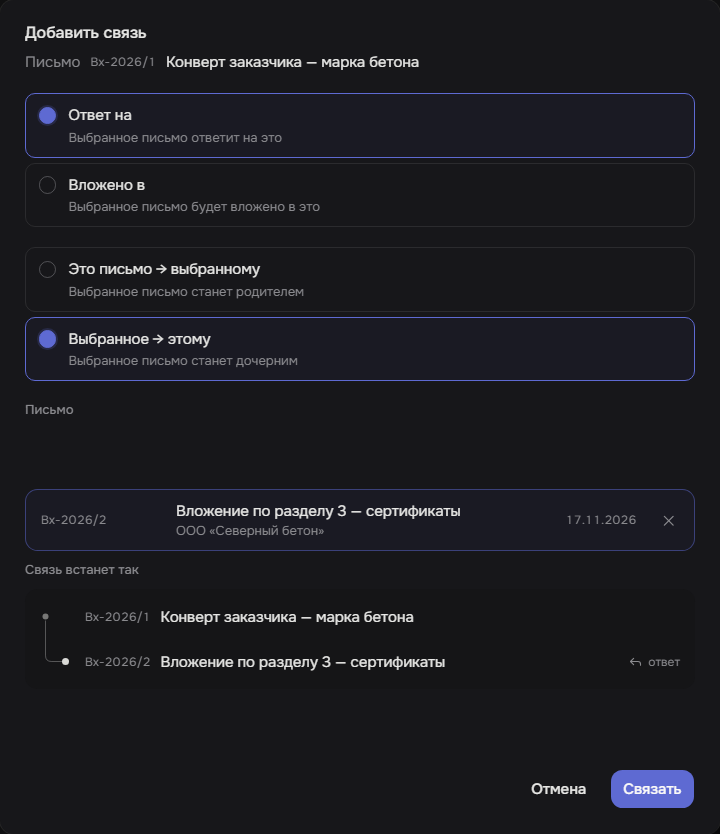 Добавить связь
Письмо Вх-2026/1 Конверт заказчика — марка бетона
Ответ на
Выбранное письмо ответит на это
Вложено в
Выбранное письмо будет вложено в это
Это письмо → выбранному
Выбранное письмо станет родителем
Выбранное → этому
Выбранное письмо станет дочерним
Письмо
Вх-2026/2 Вложение по разделу 3 — сертификаты 17.11.2026
ООО «Северный бетон»
Связь встанет так
Вх-2026/1 Конверт заказчика — марка бетона
Вх-2026/2 Вложение по разделу 3 — сертификаты ответ
Отмена Связать